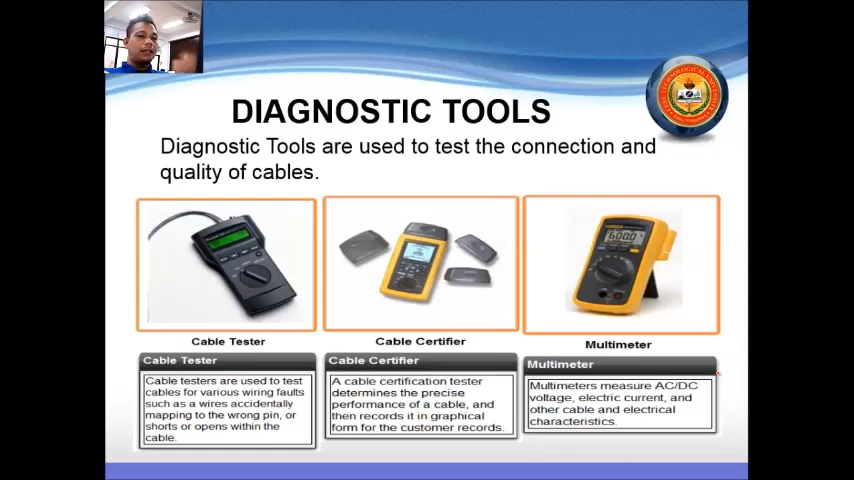 DIAGNOSTIC TOOLS
Diagnostic Tools are used to test the connection and
quality of cables.
600.0
Cable Tester
Cable Certifier
Multimeter
Cable Tester
Cable testers are used to test
cables for various wiring faults
such as a wires accidentally
mapping to the wrong pin, or
shorts or opens within the
cable.
Cable Certifier
A cable certification tester
determines the precise
performance of a cable, and
then records it in graphical
form for the customer records.
Multimeter
Multimeters measure AC/DC
voltage, electric current, and
other cable and electrical
characteristics.